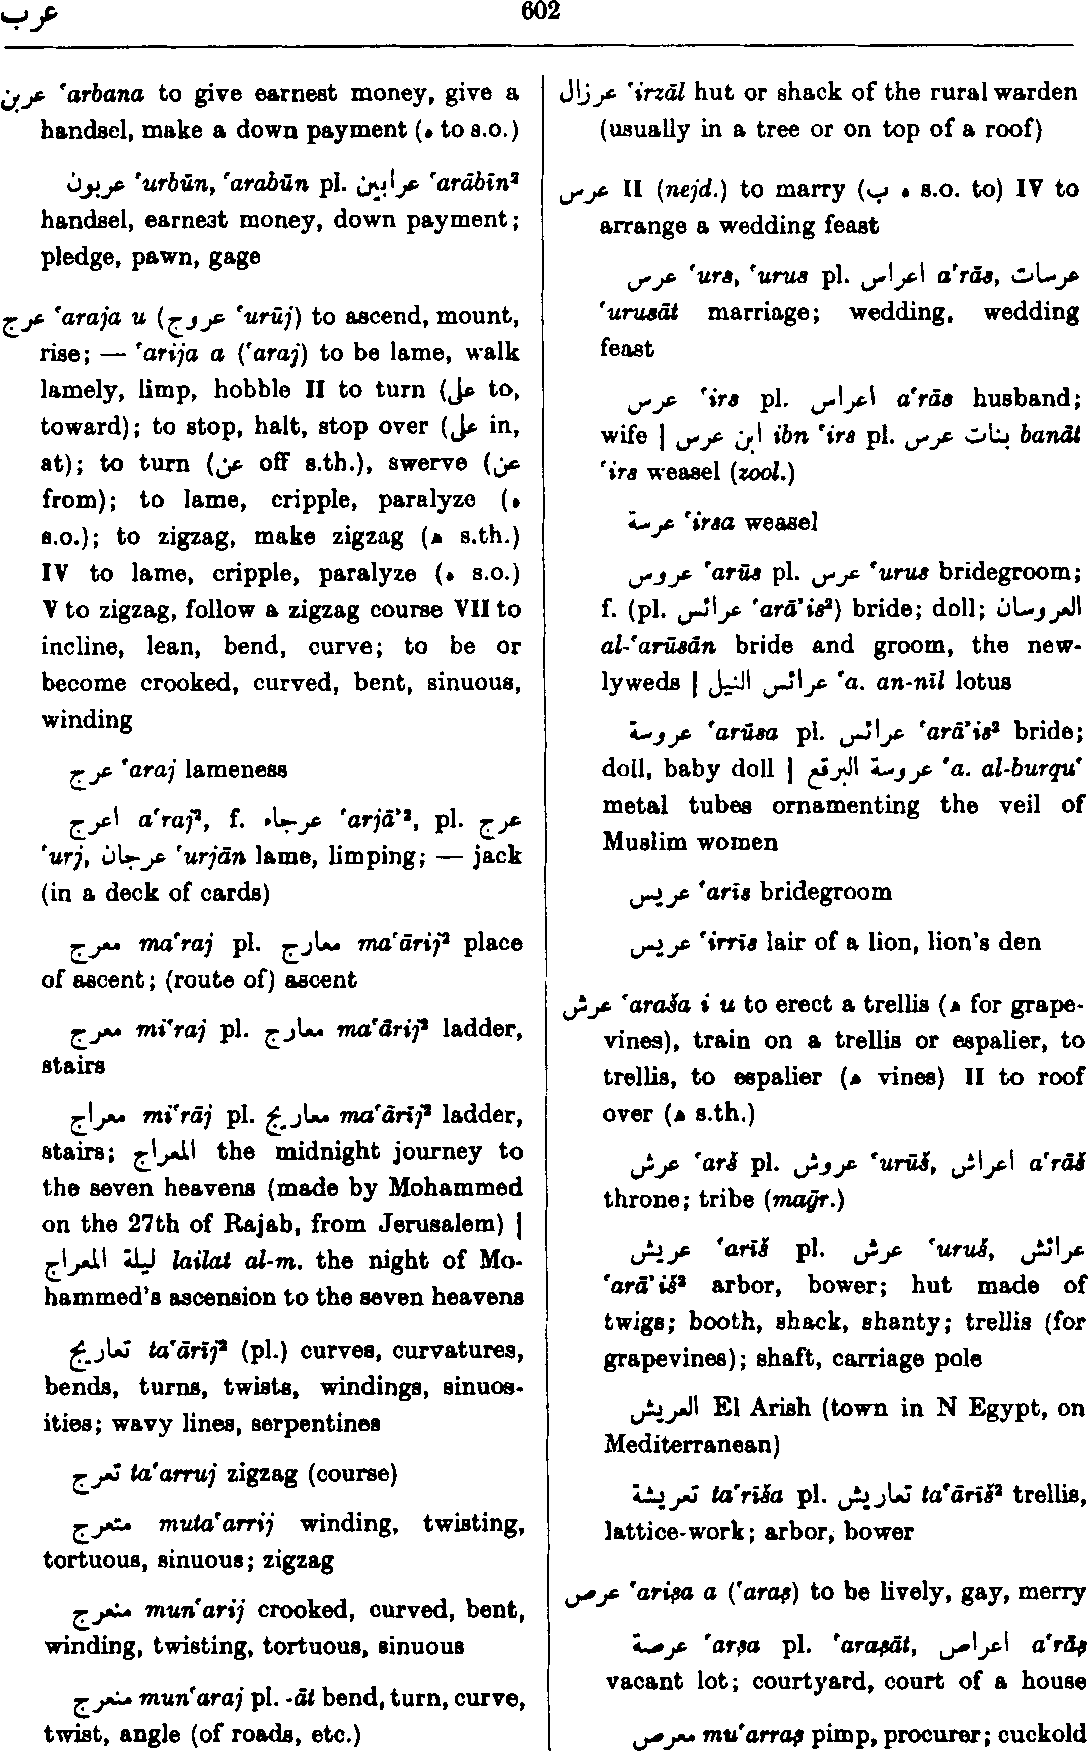 عرب
602
عربن ‘arbana to give earnest money, give a
handsel, make a down payment (ه to s.o.)
عربون ‘urbūn, ‘arabūn pl. عرابين ‘arābīn²
handsel, earnest money, down payment;
pledge, pawn, gage
عرج ‘araja u (عروج ‘urūj) to ascend, mount,
rise; — ‘arija a (‘araj) to be lame, walk
lamely, limp, hobble II to turn (على to,
toward); to stop, halt, stop over (على in,
at); to turn (عن off s.th.), swerve (عن
from); to lame, cripple, paralyze (ه
s.o.); to zigzag, make zigzag (ه s.th.)
IV to lame, cripple, paralyze (ه s.o.)
V to zigzag, follow a zigzag course VII to
incline, lean, bend, curve; to be or
become crooked, curved, bent, sinuous,
winding
عرج ‘araj lameness
اعرج a‘raj², f. عرجاء ‘arjā’², pl. عرج
‘urj, عرجان ‘urjān lame, limping; — jack
(in a deck of cards)
معرج ma‘raj pl. معارج ma‘ārij² place
of ascent; (route of) ascent
معرج mi‘raj pl. معارج ma‘ārij² ladder,
stairs
معراج mi‘rāj pl. معاريج ma‘ārīj² ladder,
stairs; المعراج the midnight journey to
the seven heavens (made by Mohammed
on the 27th of Rajab, from Jerusalem) |
ليلة المعراج lailat al-m. the night of Mo-
hammed's ascension to the seven heavens
تعاريج ta‘ārīj² (pl.) curves, curvatures,
bends, turns, twists, windings, sinuos-
ities; wavy lines, serpentines
تعرج ta‘arruj zigzag (course)
متعرج muta‘arrij winding, twisting,
tortuous, sinuous; zigzag
منعرج mun‘arij crooked, curved, bent,
winding, twisting, tortuous, sinuous
منعرج mun‘araj pl. -āt bend, turn, curve,
twist, angle (of roads, etc.)
عرزال ‘irzāl hut or shack of the rural warden
(usually in a tree or on top of a roof)
عرس II (nejd.) to marry (ب ه s.o. to) IV to
arrange a wedding feast
عرس ‘urs, ‘urus pl. اعراس a‘rās, عرسات
‘urusāt marriage; wedding, wedding
feast
عرس ‘irs pl. اعراس a‘rās husband;
wife | ابن عرس ibn ‘irs pl. بنات عرس banāt
‘irs weasel (zool.)
عرسة ‘irsa weasel
عروس ‘arūs pl. عرس ‘urus bridegroom;
f. (pl. عرائس ‘arā’is²) bride; doll; العروسان
al-‘arūsān bride and groom, the new-
lyweds | عرائس النيل ‘a. an-nīl lotus
عروسة ‘arūsa pl. عرائس ‘arā’is² bride;
doll, baby doll | عروسة البرقع ‘a. al-burqu‘
metal tubes ornamenting the veil of
Muslim women
عريس ‘arīs bridegroom
عريس ‘irrīs lair of a lion, lion's den
عرش ‘araša i u to erect a trellis (ه for grape-
vines), train on a trellis or espalier, to
trellis, to espalier (ه vines) II to roof
over (ه s.th.)
عرش ‘arš pl. عروش ‘urūš, اعراش a‘rāš
throne; tribe (maḡr.)
عريش ‘arīš pl. عرش ‘uruš, عرائش
‘arā’iš² arbor, bower; hut made of
twigs; booth, shack, shanty; trellis (for
grapevines); shaft, carriage pole
العريش El Arish (town in N Egypt, on
Mediterranean)
تعريشة ta‘rīša pl. تعاريش ta‘ārīš² trellis,
lattice-work; arbor, bower
عرص ‘ariṣa a (‘araṣ) to be lively, gay, merry
عرصة ‘arṣa pl. ‘araṣāt, اعراص a‘rāṣ
vacant lot; courtyard, court of a house
معرص mu‘arraṣ pimp, procurer; cuckold